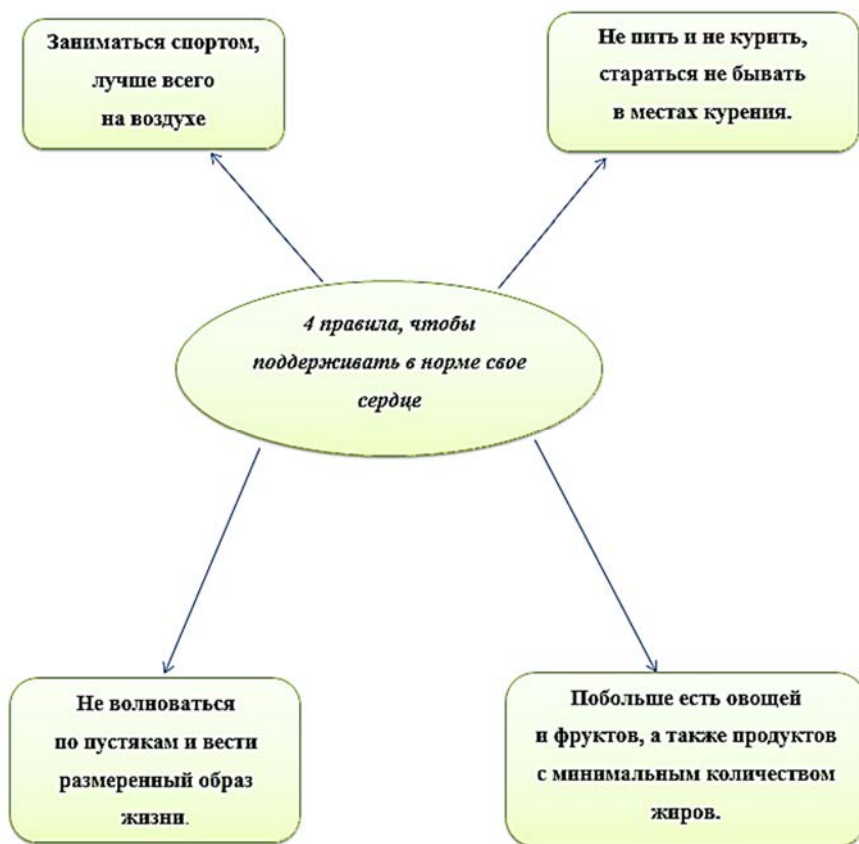 Заниматься спортом,
лучше всего
на воздухе
Не пить и не курить,
стараться не бывать
в местах курения.
4 правила, чтобы
поддерживать в норме свое
сердце
Не волноваться
по пустякам и вести
размеренный образ
жизни.
Побольше есть овощей
и фруктов, а также продуктов
с минимальным количеством
жиров.